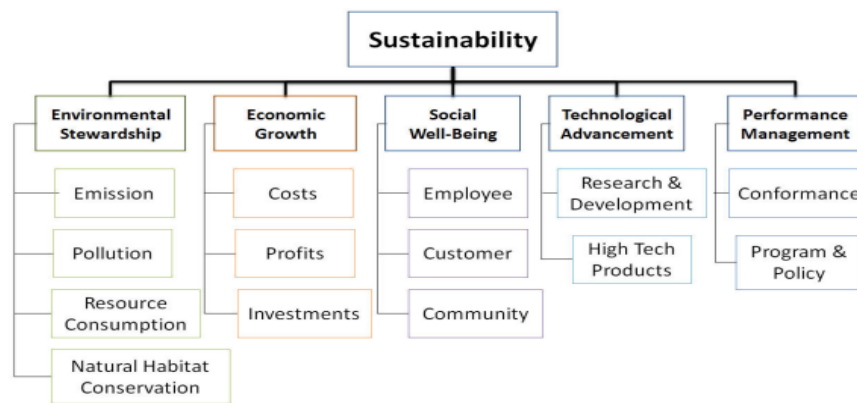 Sustainability
Environmental
Stewardship
Economic
Growth
Social
Well-Being
Technological
Advancement
Performance
Management
Emission
Pollution
Resource
Consumption
Natural Habitat
Conservation
Costs
Profits
Investments
Employee
Customer
Community
Research &
Development
High Tech
Products
Conformance
Program &
Policy